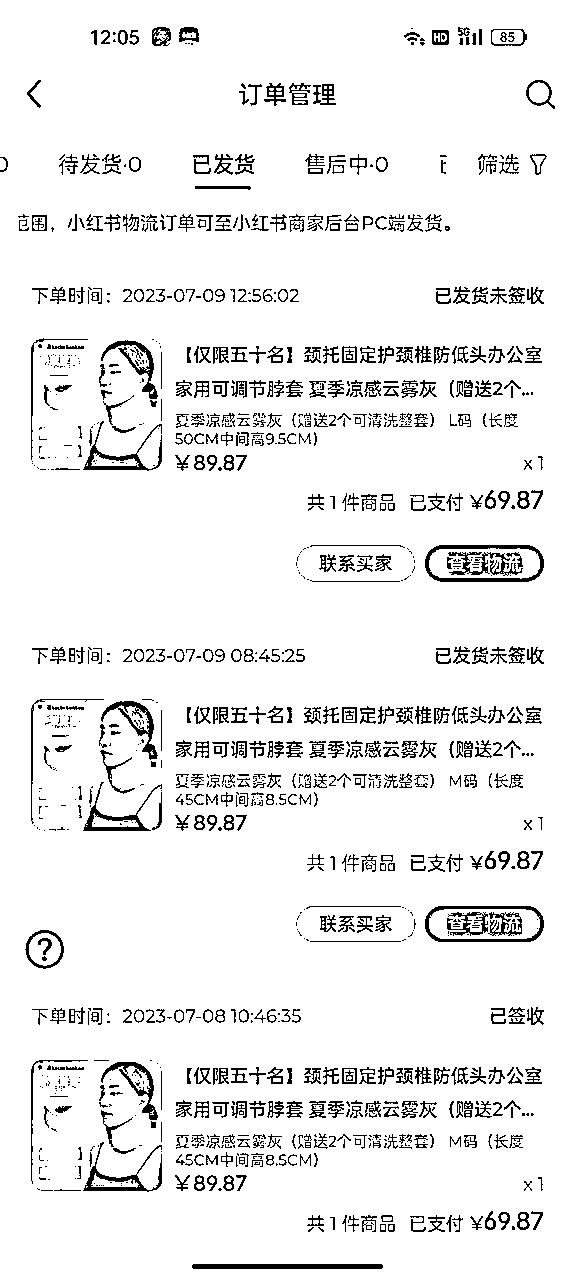 12:05 HD 5G 85
订单管理
待发货·0 已发货 售后中·0 筛选
范围，小红书物流订单可至小红书商家后台PC端发货。
下单时间：2023-07-09 12:56:02 已发货未签收
【仅限五十名】颈托固定护颈椎防低头办公室
家用可调节脖套 夏季凉感云雾灰（赠送2个...
夏季凉感云雾灰（赠送2个可清洗整套） L码（长度
50CM中间高9.5CM）
￥89.87 x1
共1件商品 已支付 ¥69.87
联系买家 查看物流
下单时间：2023-07-09 08:45:25 已发货未签收
【仅限五十名】颈托固定护颈椎防低头办公室
家用可调节脖套 夏季凉感云雾灰（赠送2个...
夏季凉感云雾灰（赠送2个可清洗整套） M码（长度
45CM中间高8.5CM）
￥89.87 x1
共1件商品 已支付 ¥69.87
联系买家 查看物流
?
下单时间：2023-07-08 10:46:35 已签收
【仅限五十名】颈托固定护颈椎防低头办公室
家用可调节脖套 夏季凉感云雾灰（赠送2个...
夏季凉感云雾灰（赠送2个可清洗整套） M码（长度
45CM中间高8.5CM）
￥89.87 x1
共1件商品 已支付 ¥69.87